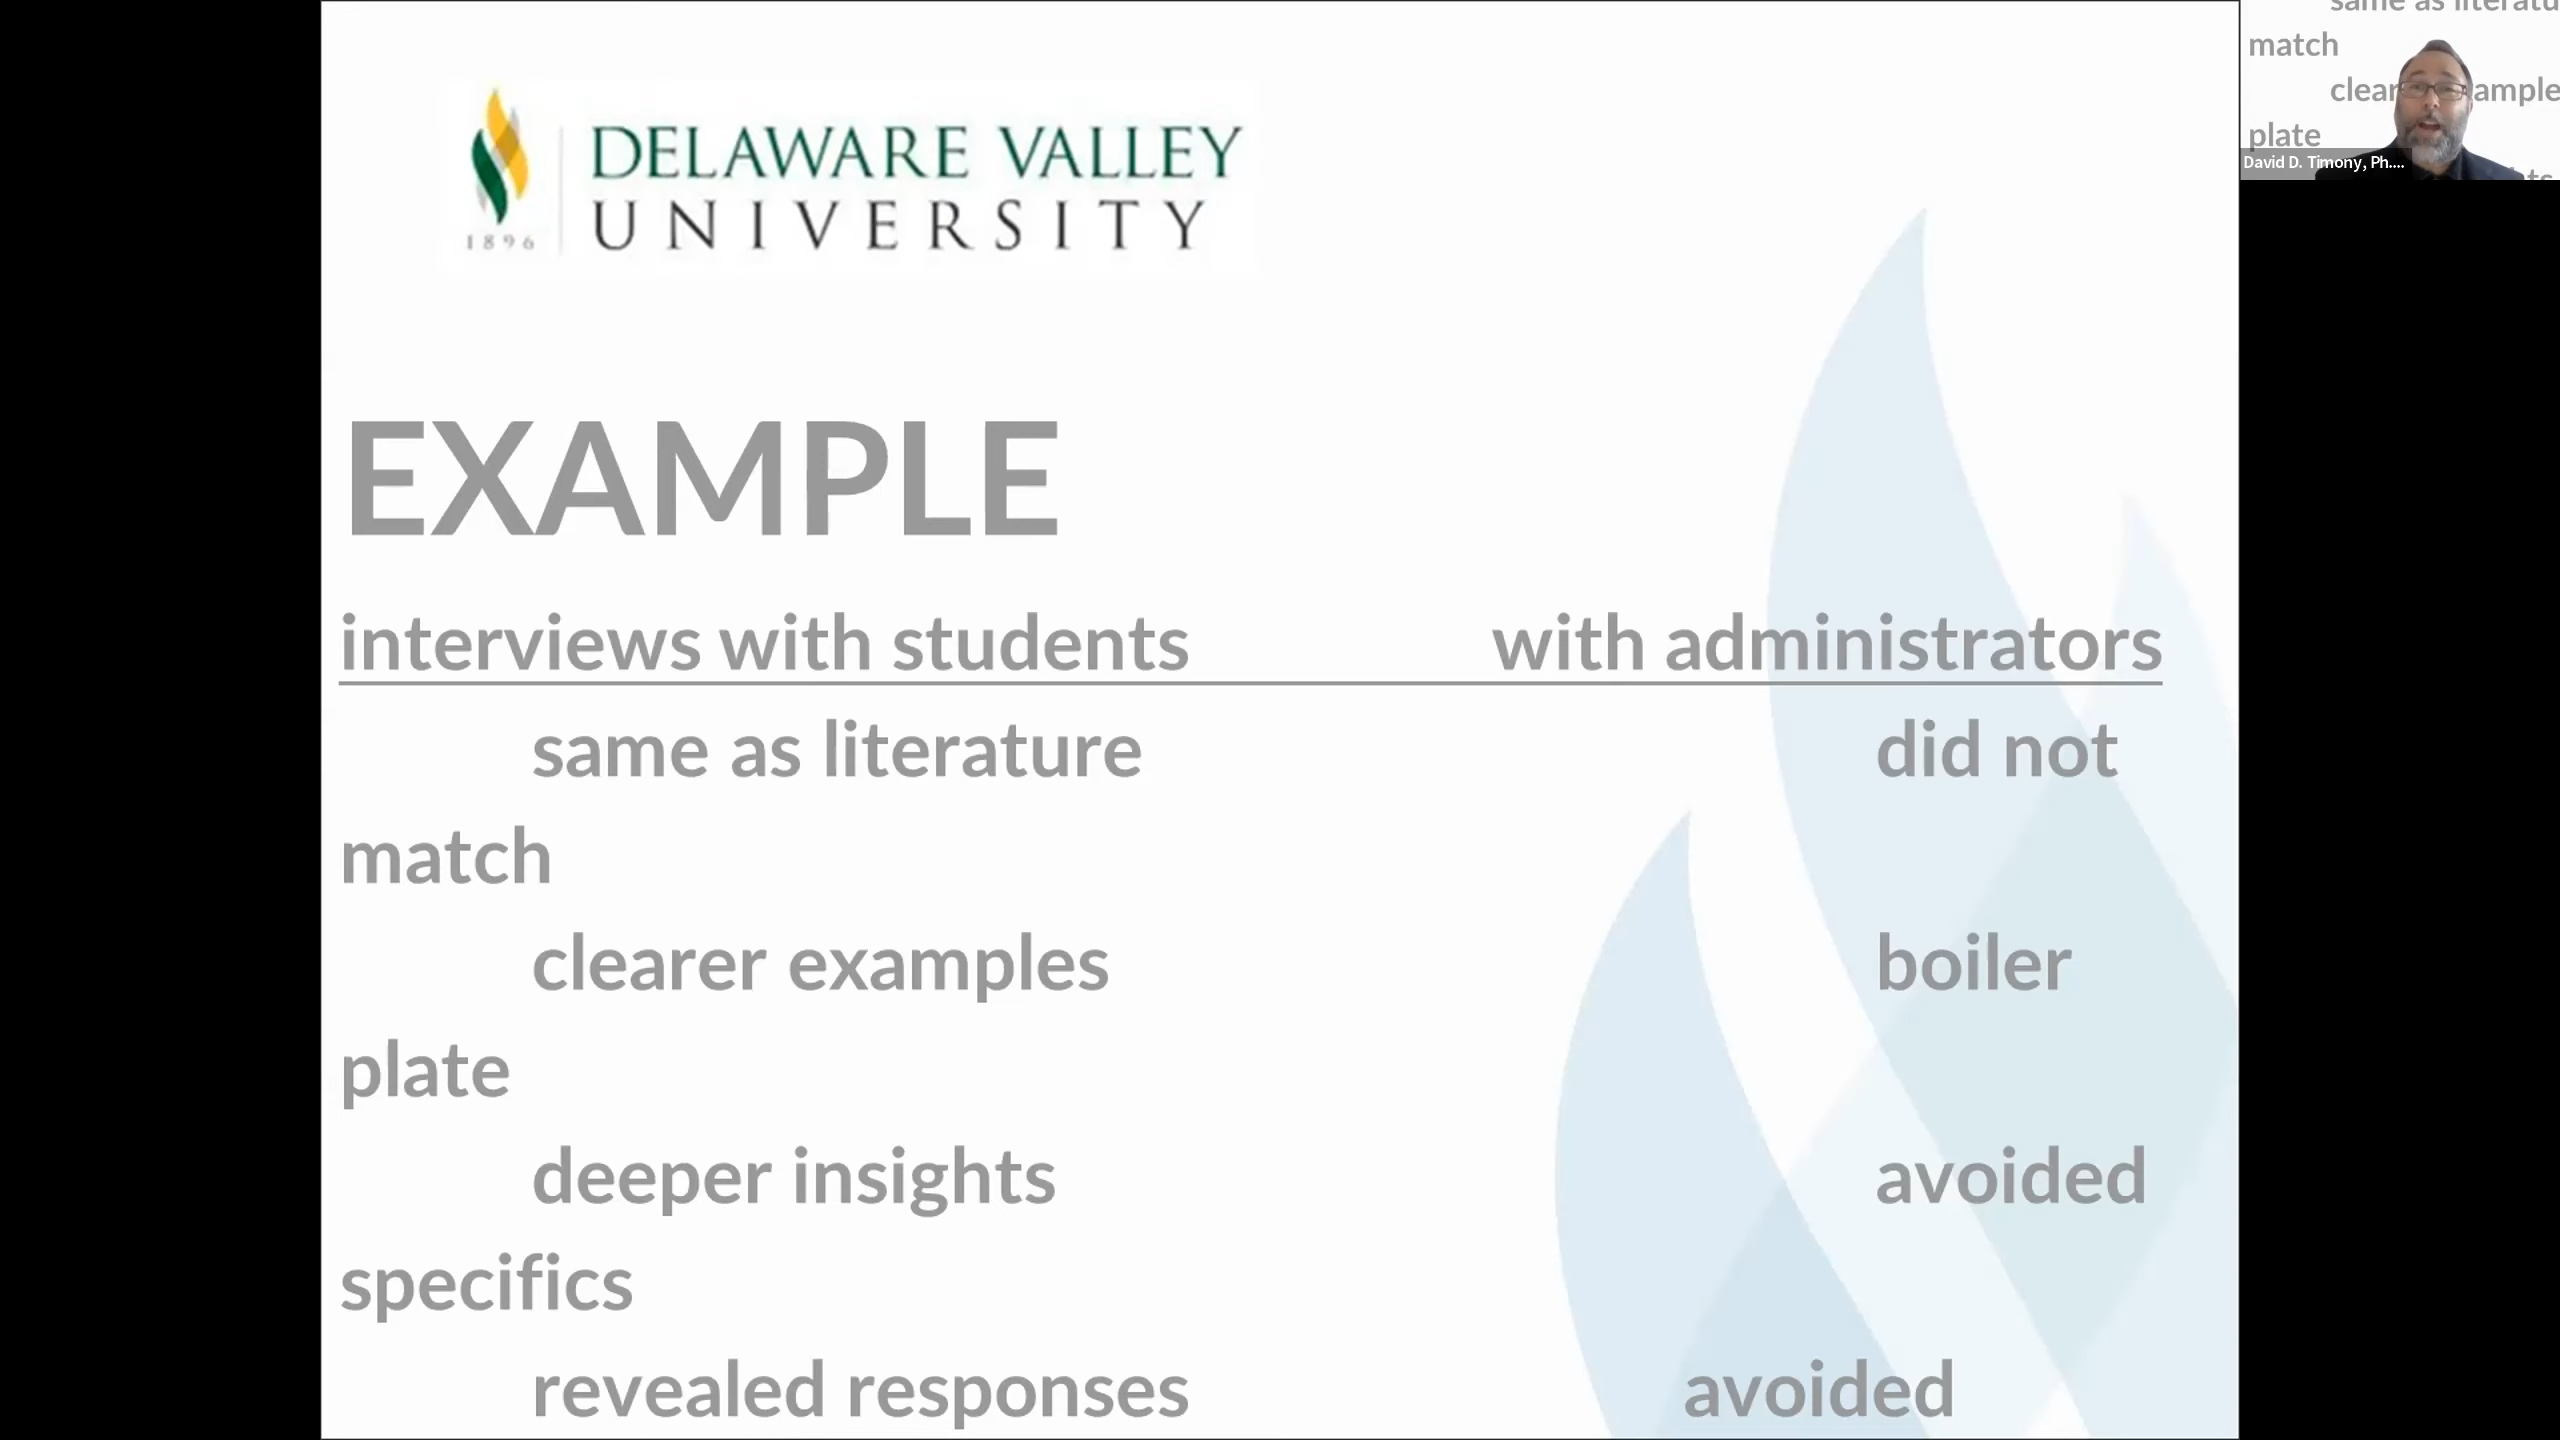 DELAWARE VALLEY
UNIVERSITY
1896
EXAMPLE
interviews with students with administrators
same as literature did not
match
clearer examples boiler
plate
deeper insights avoided
specifics
revealed responses avoided
match
plate
David D. Timony, Ph....